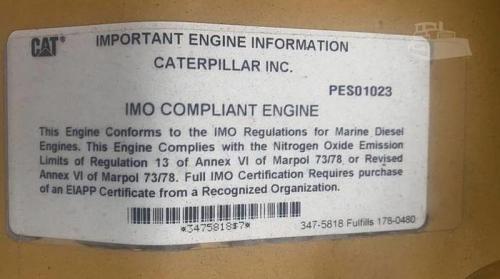 CAT
IMPORTANT ENGINE INFORMATION
CATERPILLAR INC.
PES01023
IMO COMPLIANT ENGINE
This Engine Conforms to the IMO Regulations for Marine Diesel
Engines. This Engine Complies with the Nitrogen Oxide Emission
Limits of Regulation 13 of Annex VI of Marpol 73/78 or Revised
Annex VI of Marpol 73/78. Full IMO Certification Requires purchase
of an EIAPP Certificate from a Recognized Organization.
*3475818$7*
347-5818 Fulfills 178-0480